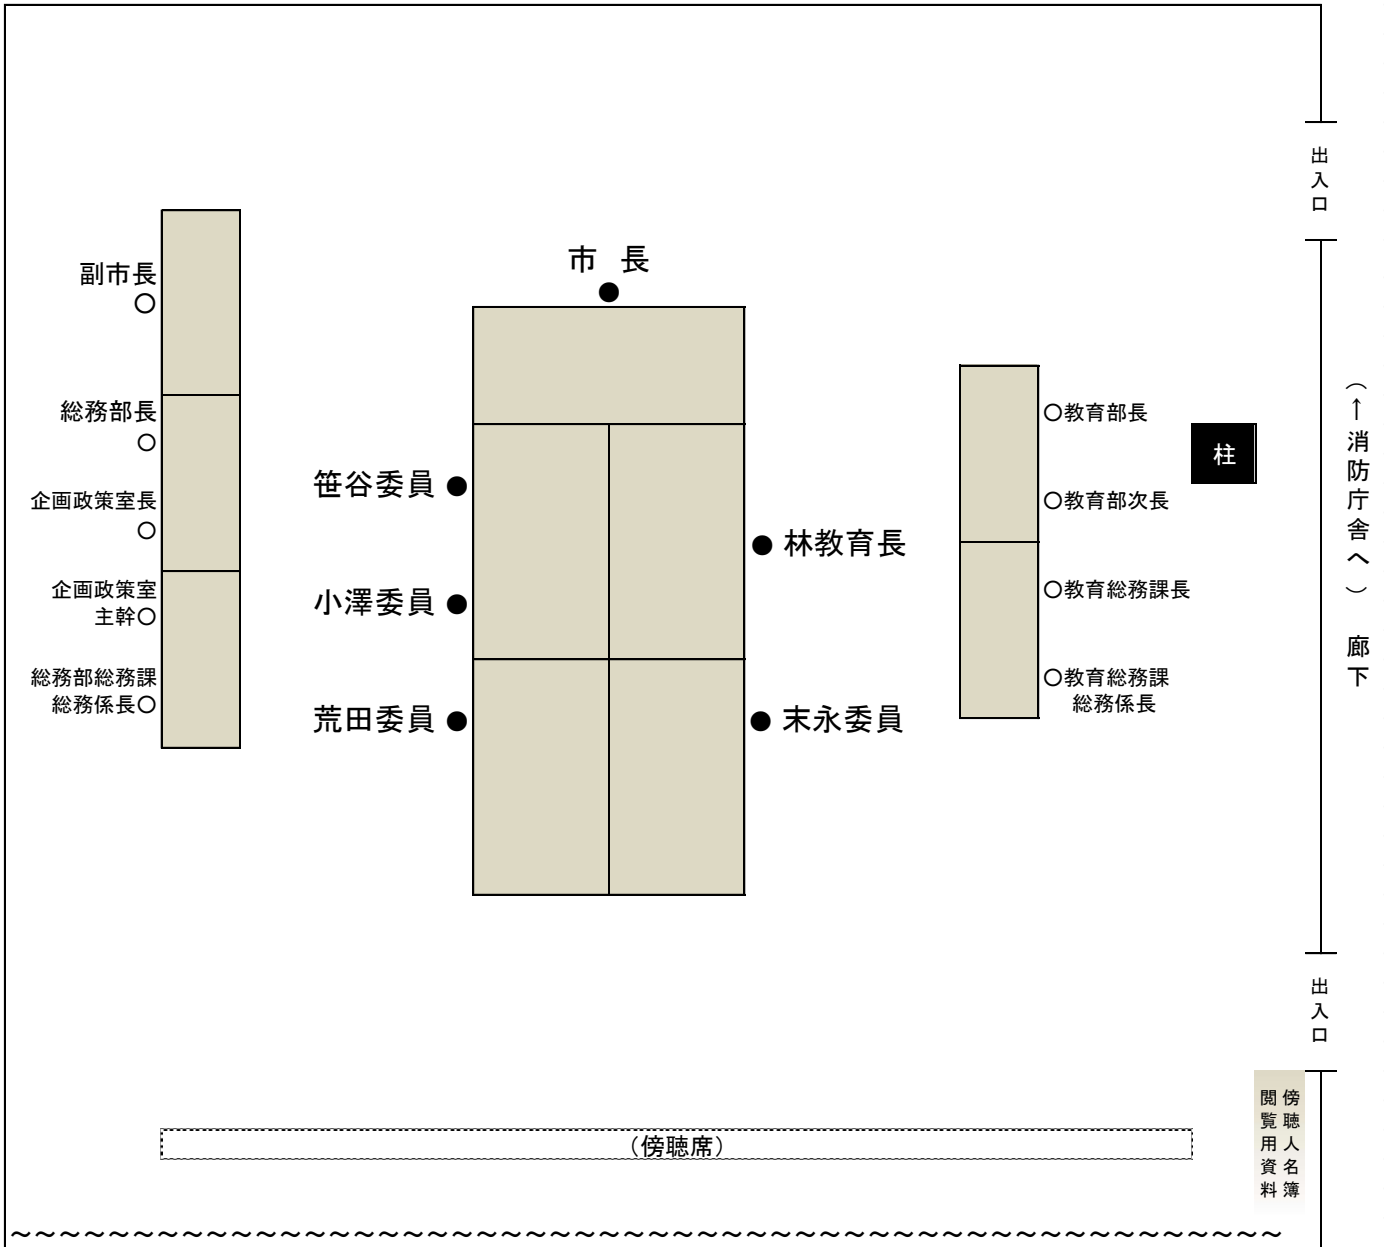 出入口
市 長
●
副市長
○
総務部長
○
企画政策室長
○
企画政策室
主幹○
総務部総務課
総務係長○
笹谷委員 ●
小澤委員 ●
荒田委員 ●
● 林教育長
● 末永委員
○教育部長
○教育部次長
○教育総務課長
○教育総務課
総務係長
柱
（←消防庁舎へ） 廊下
出入口
傍聴人名簿
閲覧用資料
（傍聴席）
～～～～～～～～～～～～～～～～～～～～～～～～～～～～～～～～～～～～～～～～～～～～～～～～～～～～